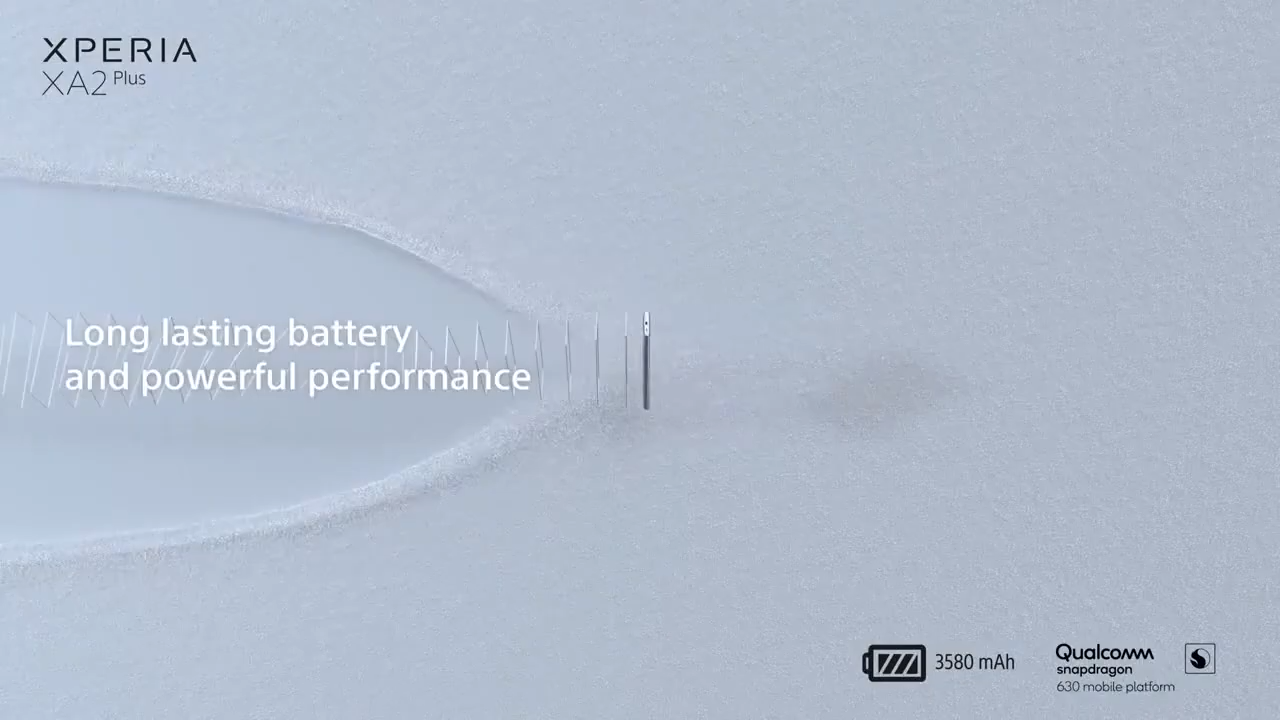 XPERIA
XA2 Plus
Long lasting battery
and powerful performance
3580 mAh
Qualcomm
snapdragon
630 mobile platform